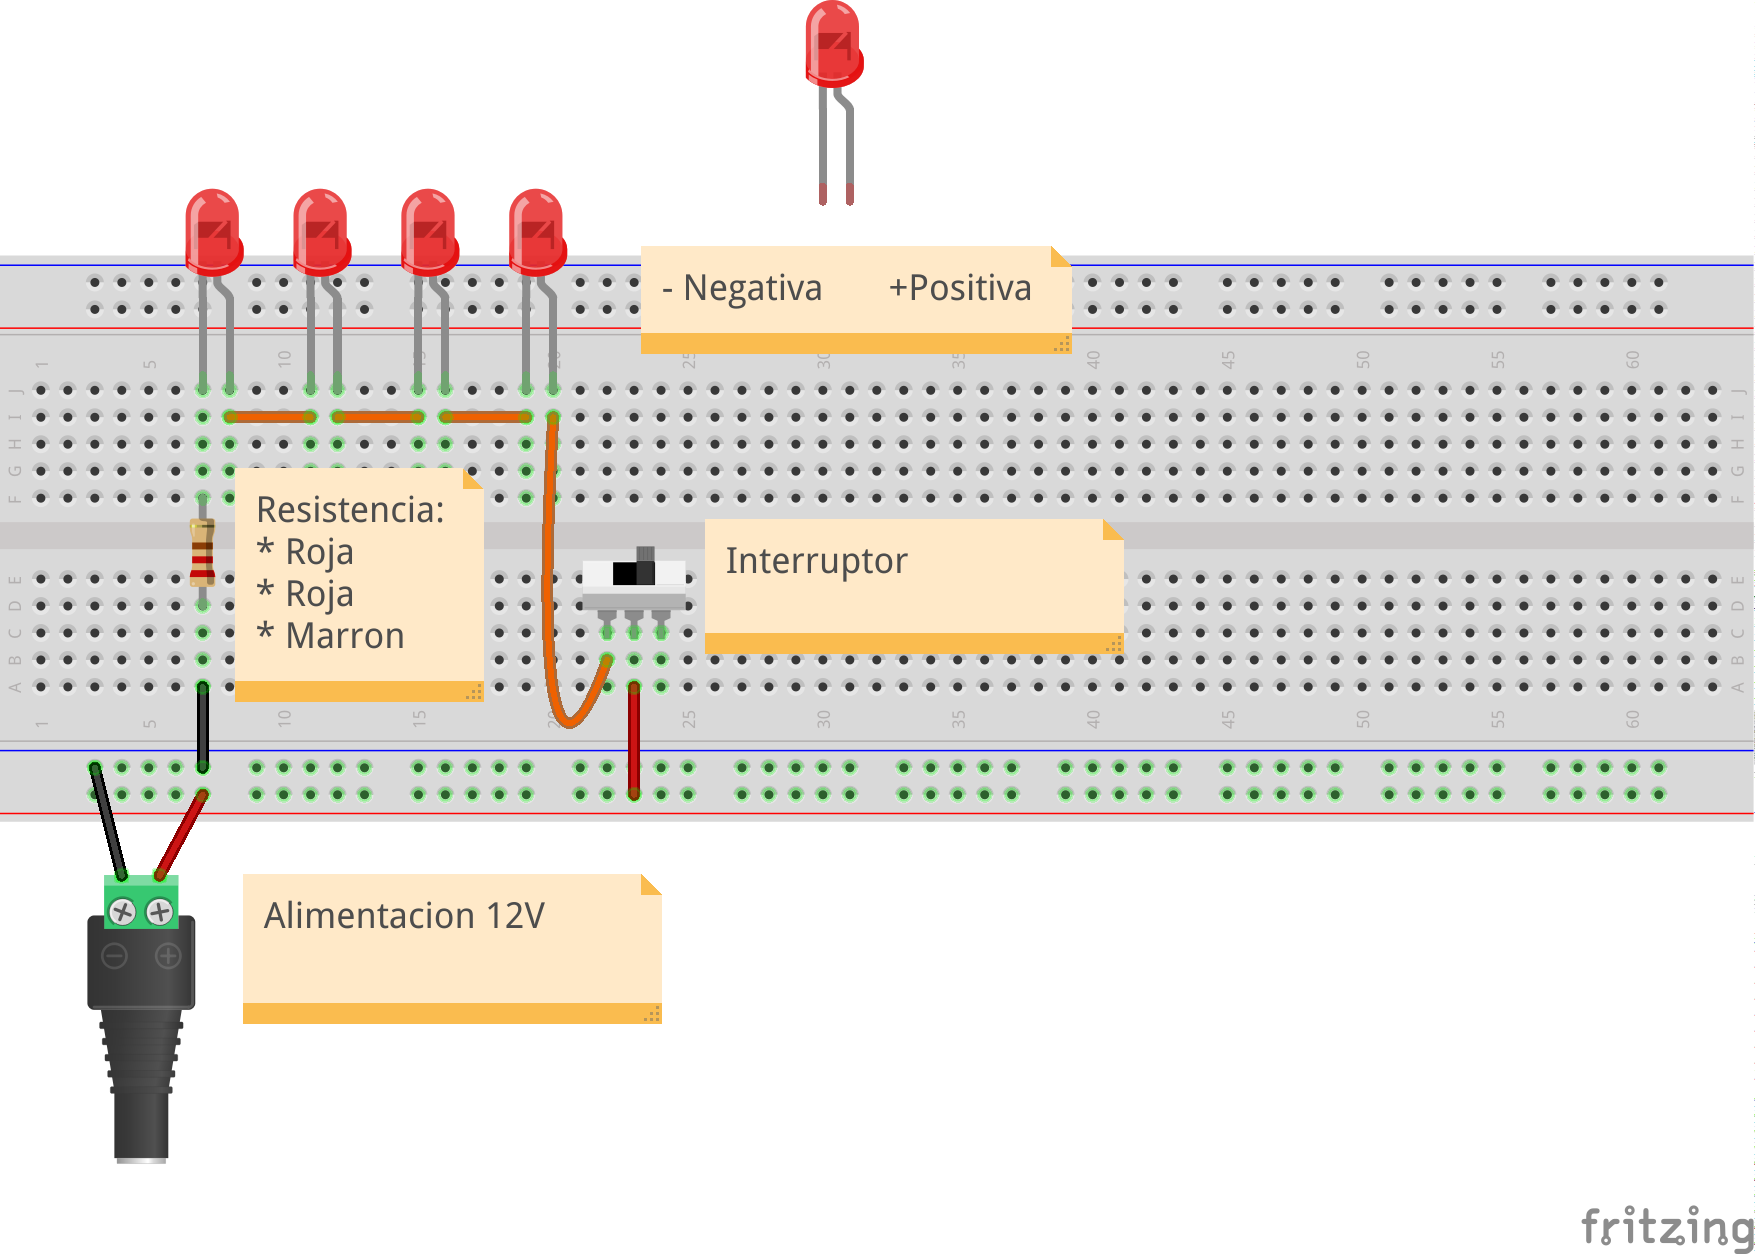 - Negativa +Positiva
1 5 10 15 20 25 30 35 40 45 50 55 60
J J
I I
H H
G G
F F
Resistencia:
* Roja
* Roja
* Marron
Interruptor
E E
D D
C C
B B
A A
1 5 10 15 20 25 30 35 40 45 50 55 60
Alimentacion 12V
fritzing